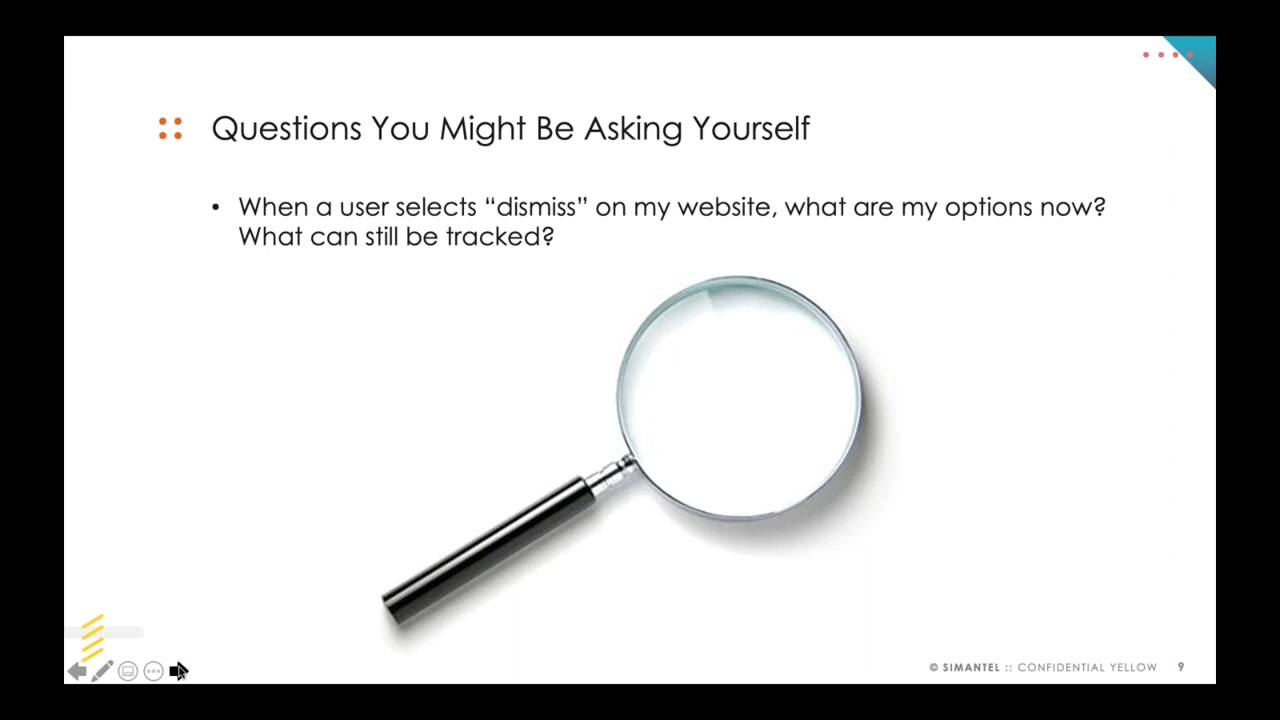 Questions You Might Be Asking Yourself
• When a user selects “dismiss” on my website, what are my options now?
What can still be tracked?
© SIMANTEL :: CONFIDENTIAL YELLOW 9